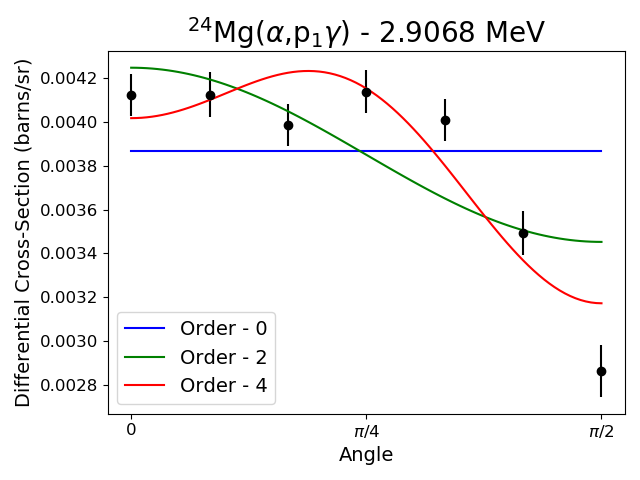 ²⁴Mg(α,p₁γ) - 2.9068 MeV
Differential Cross-Section (barns/sr)
0.0042
0.0040
0.0038
0.0036
0.0034
0.0032
0.0030
0.0028
Order - 0
Order - 2
Order - 4
0 π/4 π/2
Angle